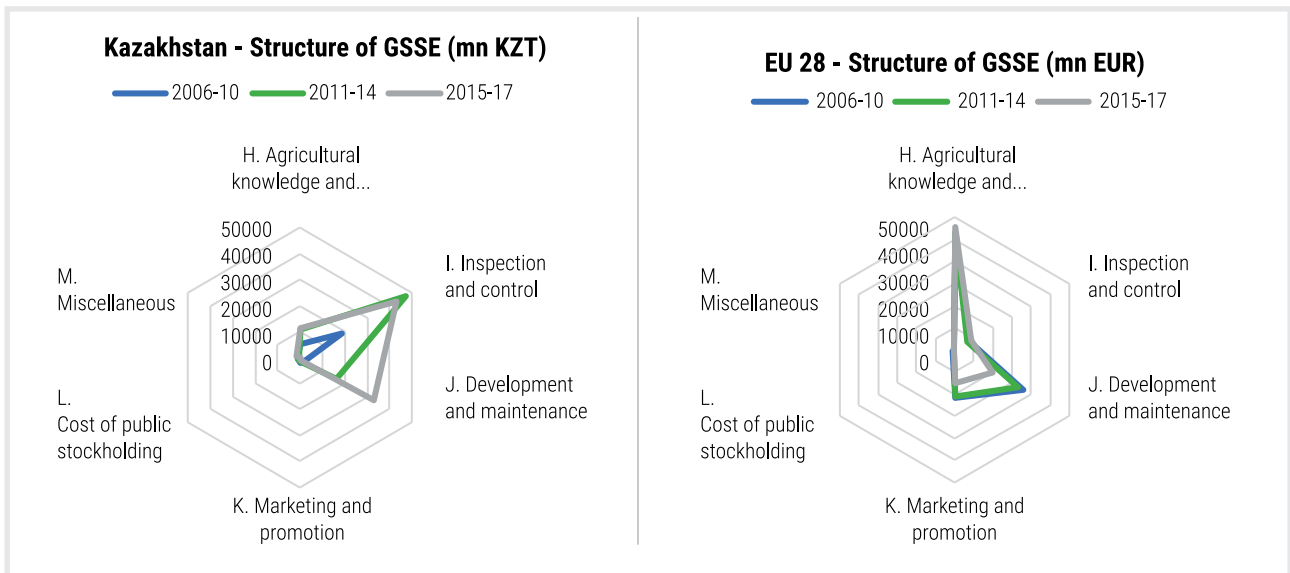 Kazakhstan - Structure of GSSE (mn KZT)
2006-10 2011-14 2015-17
H. Agricultural
knowledge and...
50000
40000
30000
20000
10000
0
I. Inspection
and control
M.
Miscellaneous
J. Development
and maintenance
L.
Cost of public
stockholding
K. Marketing and
promotion
EU 28 - Structure of GSSE (mn EUR)
2006-10 2011-14 2015-17
H. Agricultural
knowledge and...
50000
40000
30000
20000
10000
0
I. Inspection
and control
M.
Miscellaneous
J. Development
and maintenance
L.
Cost of public
stockholding
K. Marketing and
promotion